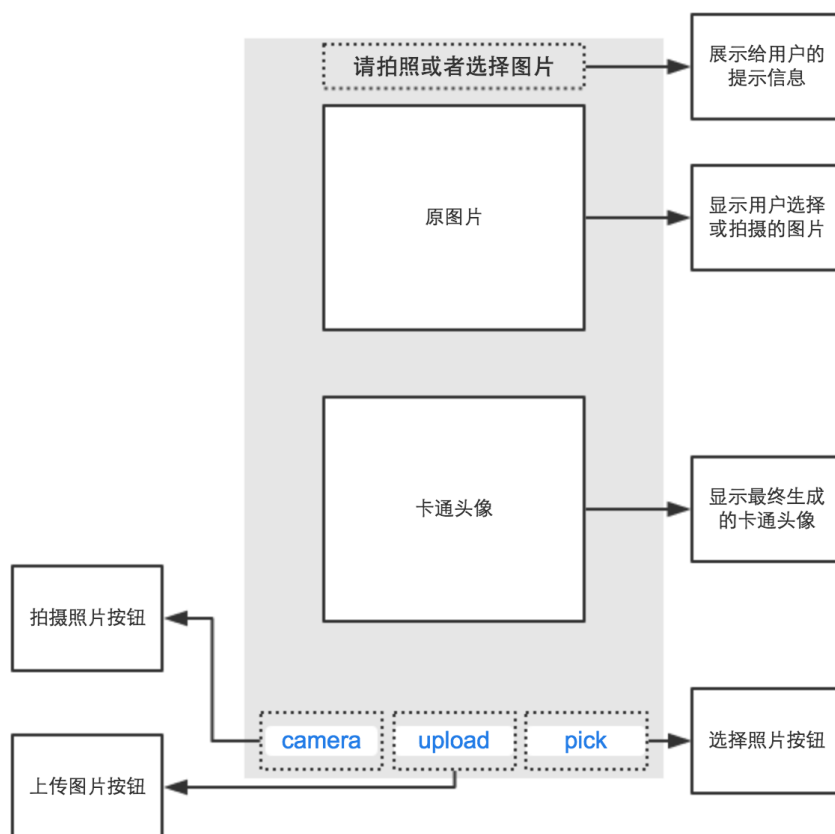 请拍照或者选择图片
展示给用户的
提示信息
原图片
显示用户选择
或拍摄的图片
卡通头像
显示最终生成
的卡通头像
拍摄照片按钮
camera
upload
pick
选择照片按钮
上传图片按钮